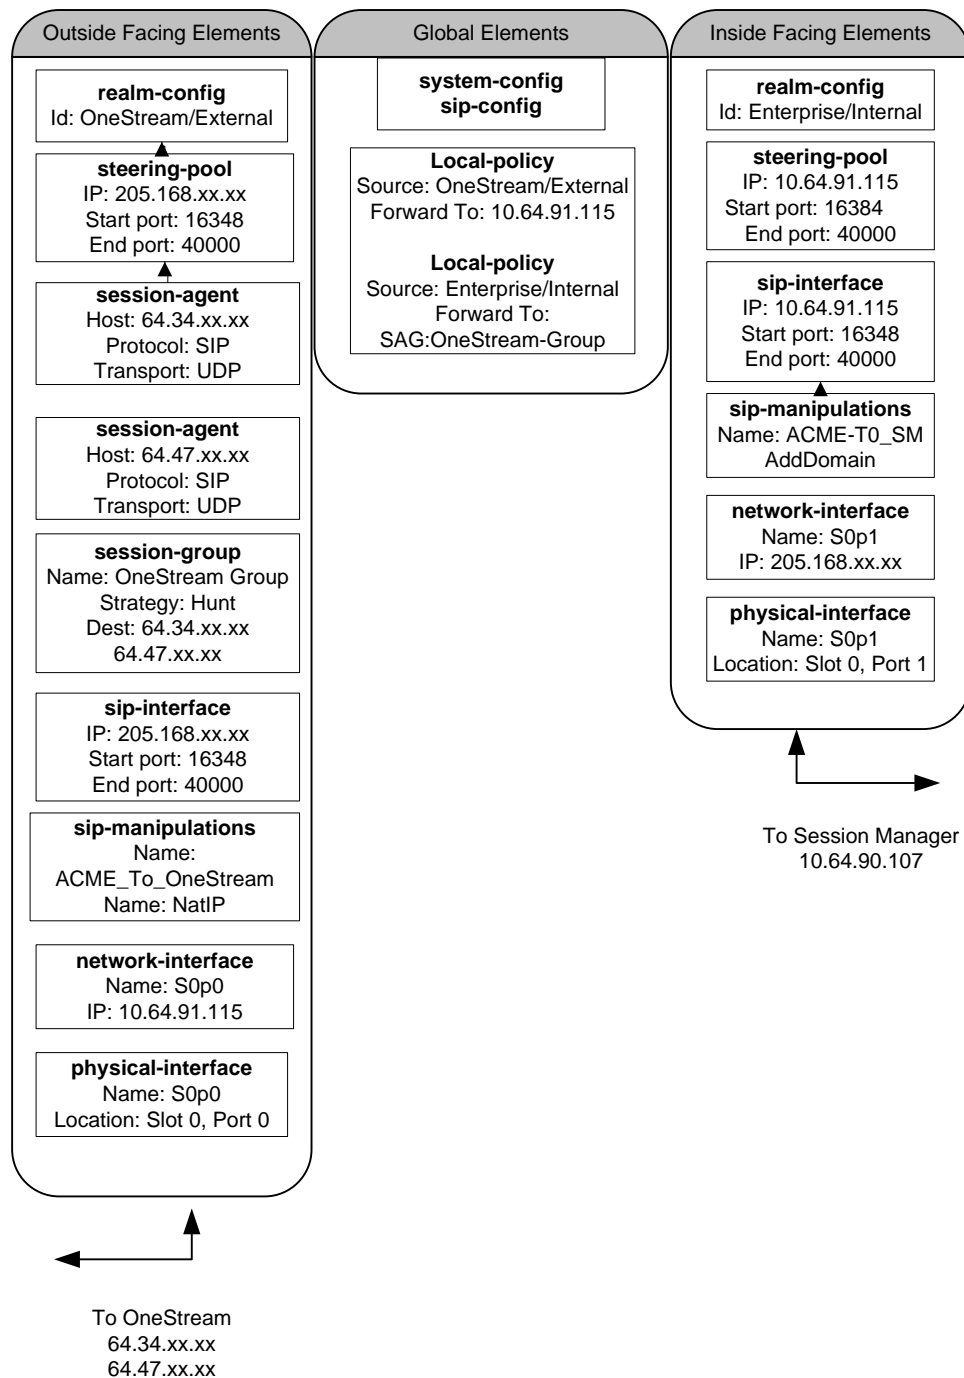 Outside Facing Elements
realm-config
Id: OneStream/External
steering-pool
IP: 205.168.xx.xx
Start port: 16348
End port: 40000
session-agent
Host: 64.34.xx.xx
Protocol: SIP
Transport: UDP
session-agent
Host: 64.47.xx.xx
Protocol: SIP
Transport: UDP
session-group
Name: OneStream Group
Strategy: Hunt
Dest: 64.34.xx.xx
64.47.xx.xx
sip-interface
IP: 205.168.xx.xx
Start port: 16348
End port: 40000
sip-manipulations
Name:
ACME_To_OneStream
Name: NatIP
network-interface
Name: S0p0
IP: 10.64.91.115
physical-interface
Name: S0p0
Location: Slot 0, Port 0
To OneStream
64.34.xx.xx
64.47.xx.xx
Global Elements
system-config
sip-config
Local-policy
Source: OneStream/External
Forward To: 10.64.91.115
Local-policy
Source: Enterprise/Internal
Forward To:
SAG:OneStream-Group
Inside Facing Elements
realm-config
Id: Enterprise/Internal
steering-pool
IP: 10.64.91.115
Start port: 16384
End port: 40000
sip-interface
IP: 10.64.91.115
Start port: 16348
End port: 40000
sip-manipulations
Name: ACME-T0_SM
AddDomain
network-interface
Name: S0p1
IP: 205.168.xx.xx
physical-interface
Name: S0p1
Location: Slot 0, Port 1
To Session Manager
10.64.90.107